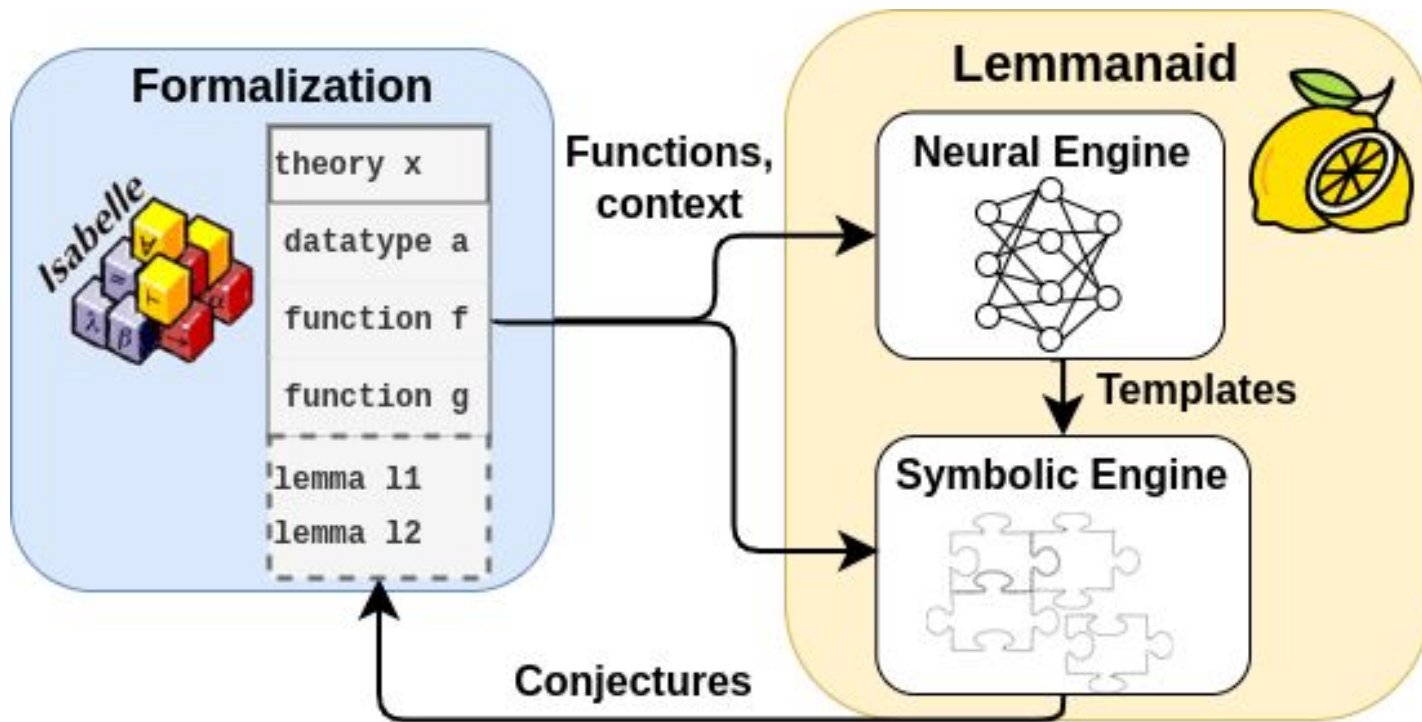 Formalization
Isabelle
theory x
datatype a
function f
function g
lemma l1
lemma l2
Functions,
context
Lemmanaid
Neural Engine
Templates
Symbolic Engine
Conjectures
∀
=
λ
β
α
→